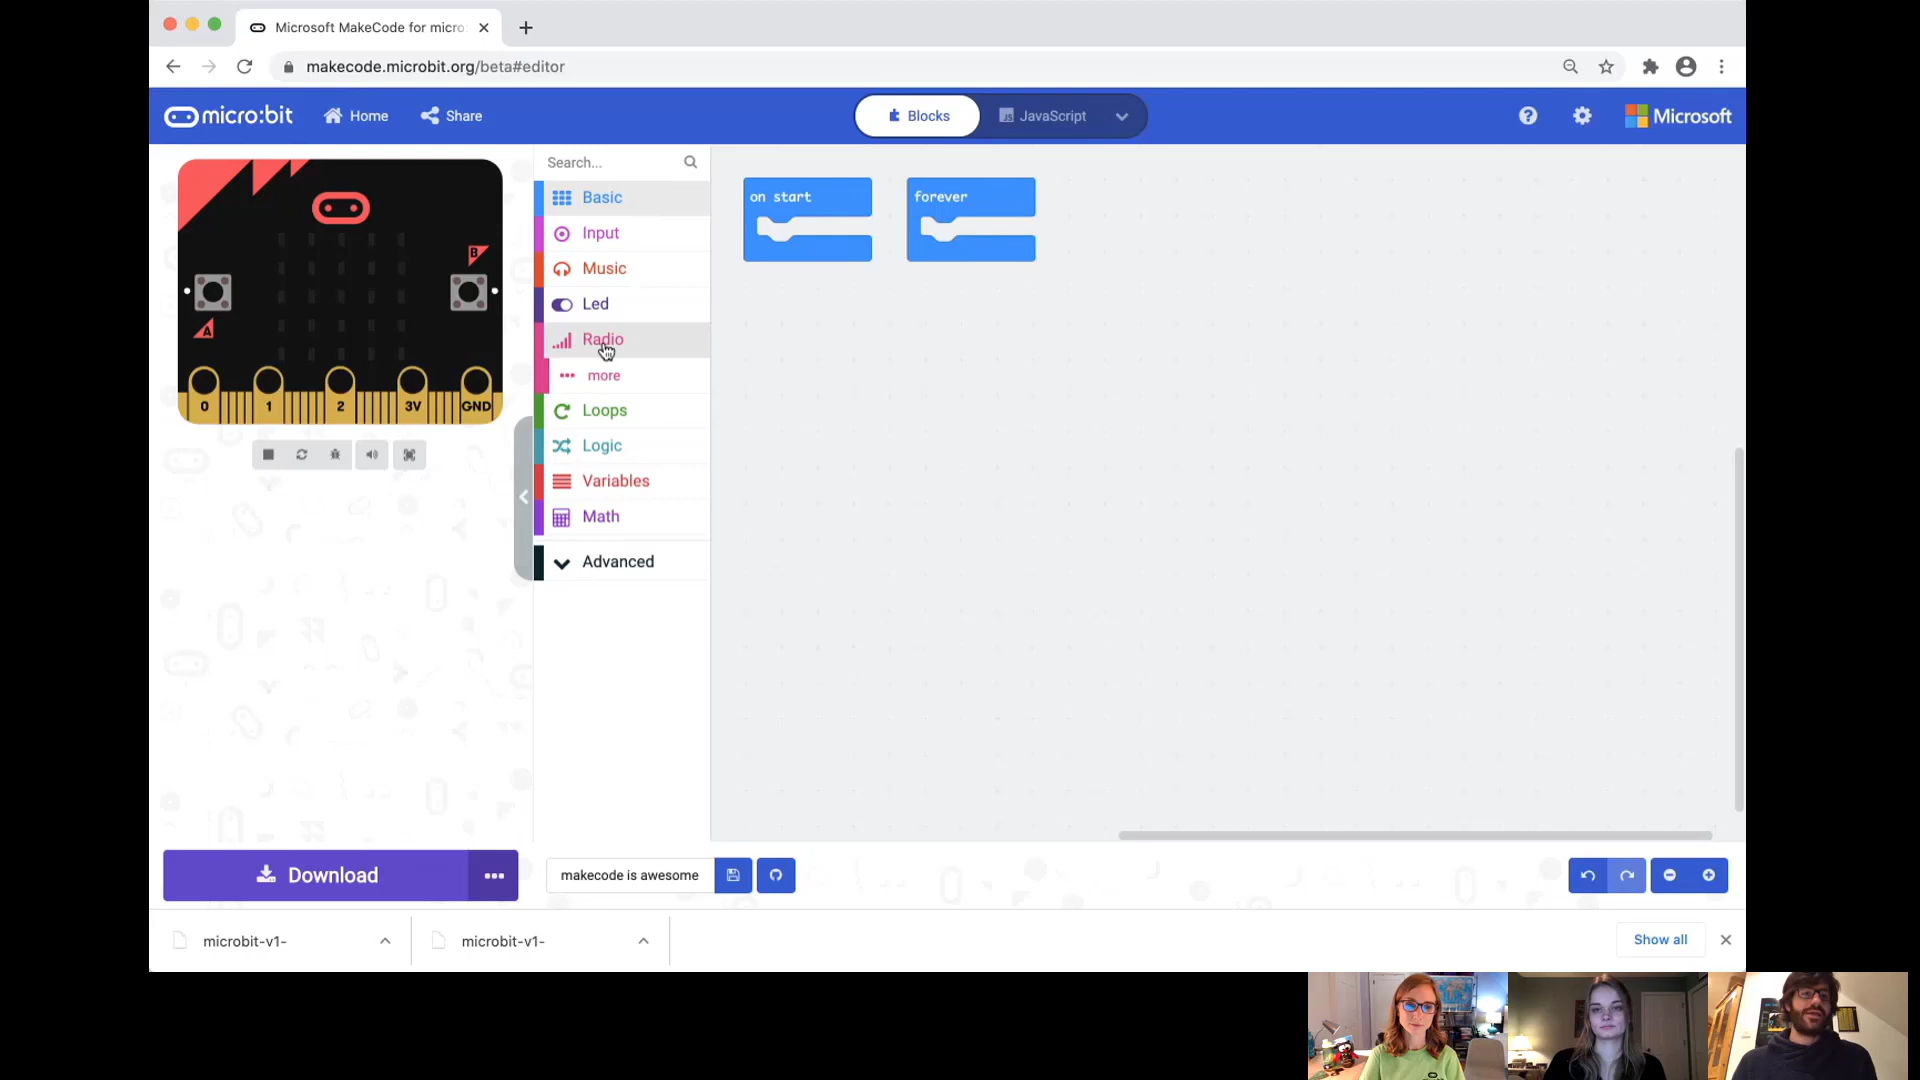 Microsoft MakeCode for micro:
makecode.microbit.org/beta#editor
micro:bit
Home
Share
Blocks
JavaScript
Microsoft
Search...
Basic
Input
Music
Led
Radio
more
Loops
Logic
Variables
Math
Advanced
on start
forever
B
A
0 1 2 3V GND
Download
makecode is awesome
microbit-v1-
microbit-v1-
Show all